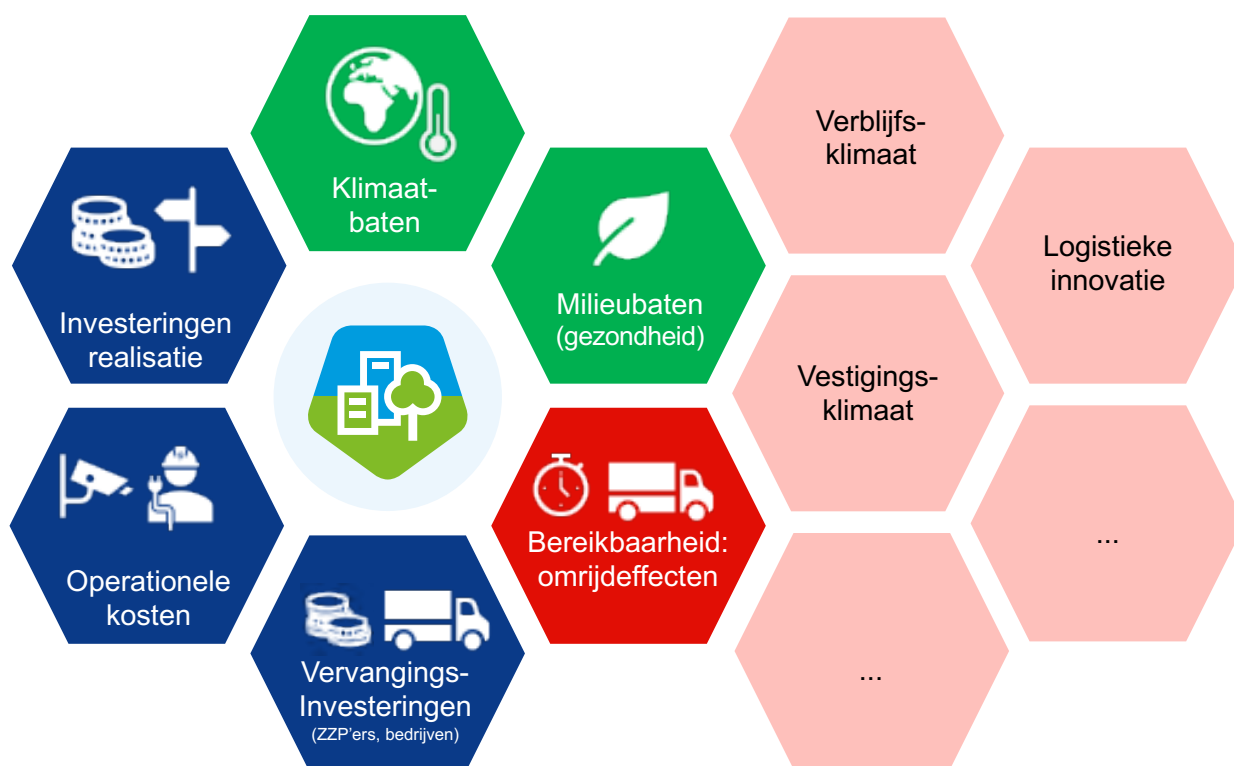 Klimaat-
baten
Investeringen
realisatie
Milieubaten
(gezondheid)
Operationele
kosten
Vervangings-
Investeringen
(ZZP'ers, bedrijven)
Bereikbaarheid:
omrijdeffecten
Verblijfs-
klimaat
Logistieke
innovatie
Vestigings-
klimaat
...
...